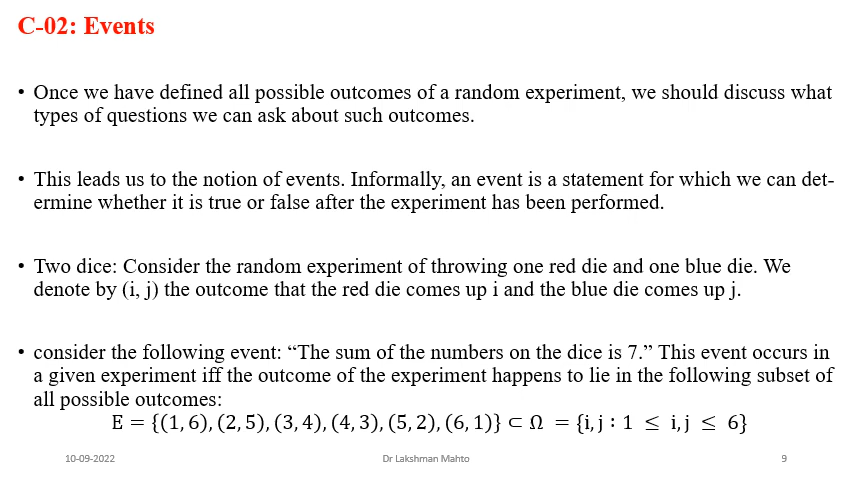 C-02: Events
• Once we have defined all possible outcomes of a random experiment, we should discuss what
types of questions we can ask about such outcomes.
• This leads us to the notion of events. Informally, an event is a statement for which we can det-
ermine whether it is true or false after the experiment has been performed.
• Two dice: Consider the random experiment of throwing one red die and one blue die. We
denote by (i, j) the outcome that the red die comes up i and the blue die comes up j.
• consider the following event: “The sum of the numbers on the dice is 7.” This event occurs in
a given experiment iff the outcome of the experiment happens to lie in the following subset of
all possible outcomes:
E = {(1, 6), (2, 5), (3, 4), (4, 3), (5, 2), (6, 1)} ⊂ Ω = {i, j : 1 ≤ i, j ≤ 6}
10-09-2022 Dr Lakshman Mahto 9